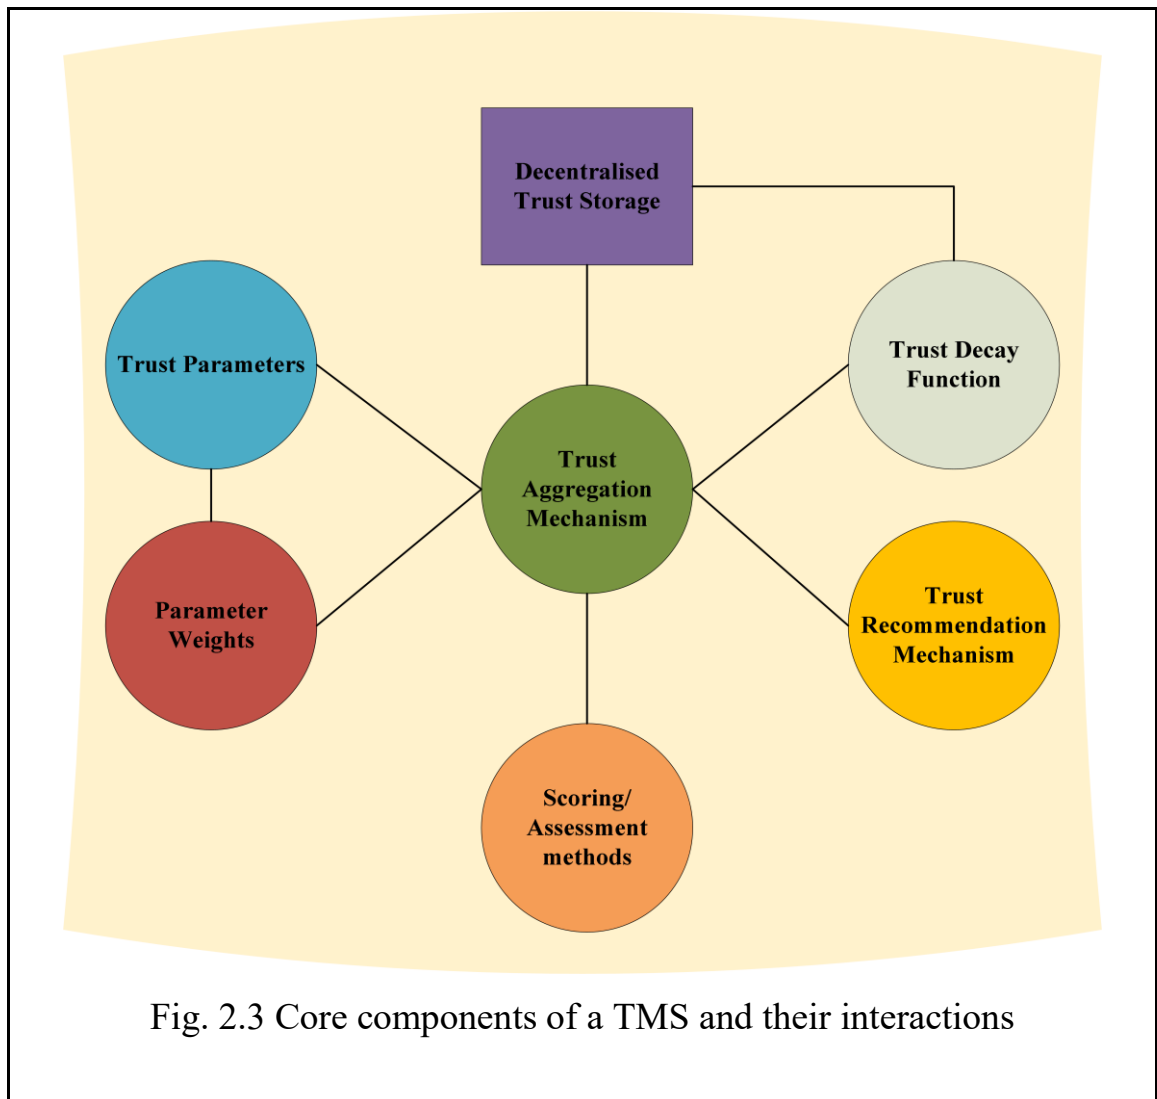 Decentralised
Trust Storage
Trust Parameters
Trust Decay
Function
Trust
Aggregation
Mechanism
Parameter
Weights
Trust
Recommendation
Mechanism
Scoring/
Assessment
methods
Fig. 2.3 Core components of a TMS and their interactions